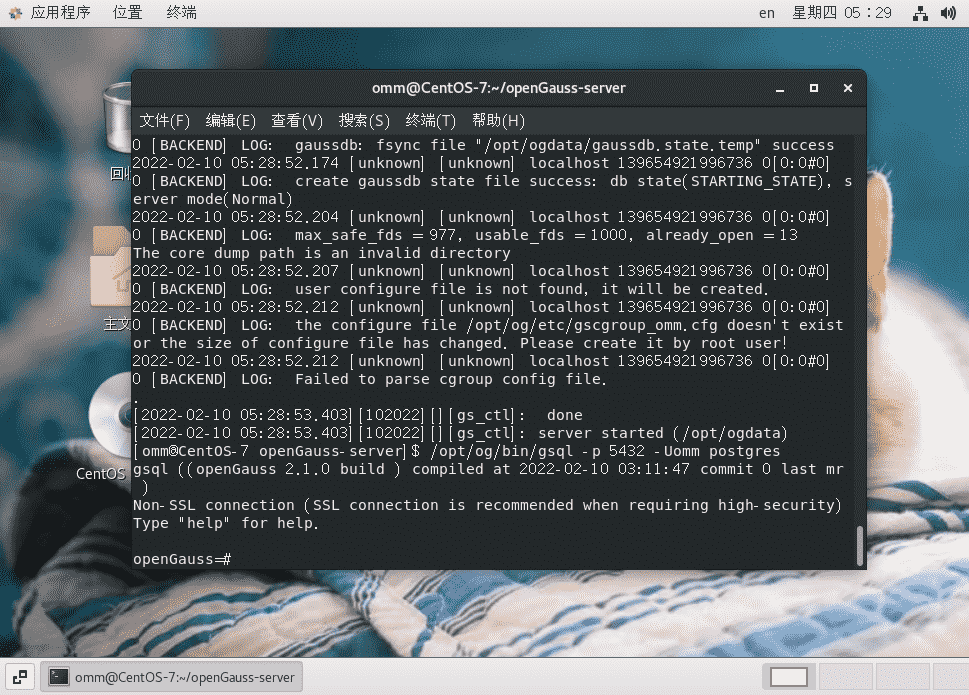 应用程序 位置 终端 en 星期四 05:29
omm@CentOS-7:~/openGauss-server
文件(F) 编辑(E) 查看(V) 搜索(S) 终端(T) 帮助(H)
0 [BACKEND] LOG:  gaussdb: fsync file "/opt/ogdata/gaussdb.state.temp" success
2022-02-10 05:28:52.174 [unknown] [unknown] localhost 139654921996736 0[0:0#0]
0 [BACKEND] LOG:  create gaussdb state file success: db state(STARTING_STATE), s
erver mode(Normal)
2022-02-10 05:28:52.204 [unknown] [unknown] localhost 139654921996736 0[0:0#0]
0 [BACKEND] LOG:  max_safe_fds = 977, usable_fds = 1000, already_open = 13
The core dump path is an invalid directory
2022-02-10 05:28:52.207 [unknown] [unknown] localhost 139654921996736 0[0:0#0]
0 [BACKEND] LOG:  user configure file is not found, it will be created.
2022-02-10 05:28:52.212 [unknown] [unknown] localhost 139654921996736 0[0:0#0]
0 [BACKEND] LOG:  the configure file /opt/og/etc/gscgroup_omm.cfg doesn't exist
or the size of configure file has changed. Please create it by root user!
2022-02-10 05:28:52.212 [unknown] [unknown] localhost 139654921996736 0[0:0#0]
0 [BACKEND] LOG:  Failed to parse cgroup config file.
.
[2022-02-10 05:28:53.403][102022][][gs_ctl]:  done
[2022-02-10 05:28:53.403][102022][][gs_ctl]: server started (/opt/ogdata)
[omm@CentOS-7 openGauss-server]$ /opt/og/bin/gsql -p 5432 -Uomm postgres
gsql ((openGauss 2.1.0 build ) compiled at 2022-02-10 03:11:47 commit 0 last mr
 )
Non-SSL connection (SSL connection is recommended when requiring high-security)
Type "help" for help.
openGauss=#
回收
主文
CentOS
omm@CentOS-7:~/openGauss-server